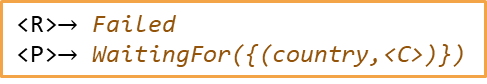 <R>→ Failed
<P>→ WaitingFor({(country,<C>)})